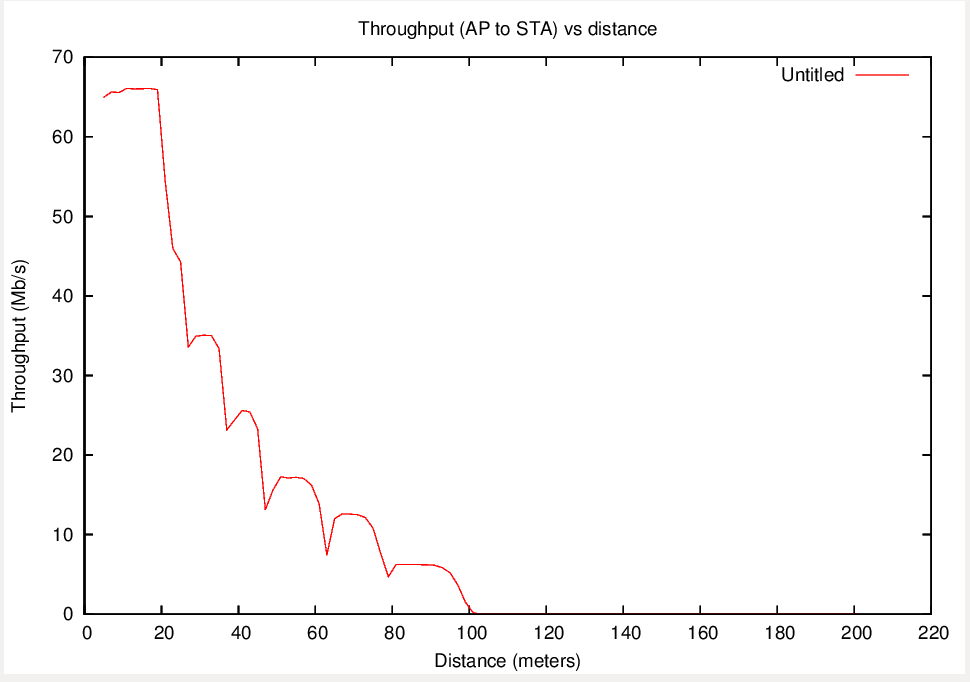 Throughput (AP to STA) vs distance
Untitled
70
60
50
40
30
20
10
0
Throughput (Mb/s)
0 20 40 60 80 100 120 140 160 180 200 220
Distance (meters)